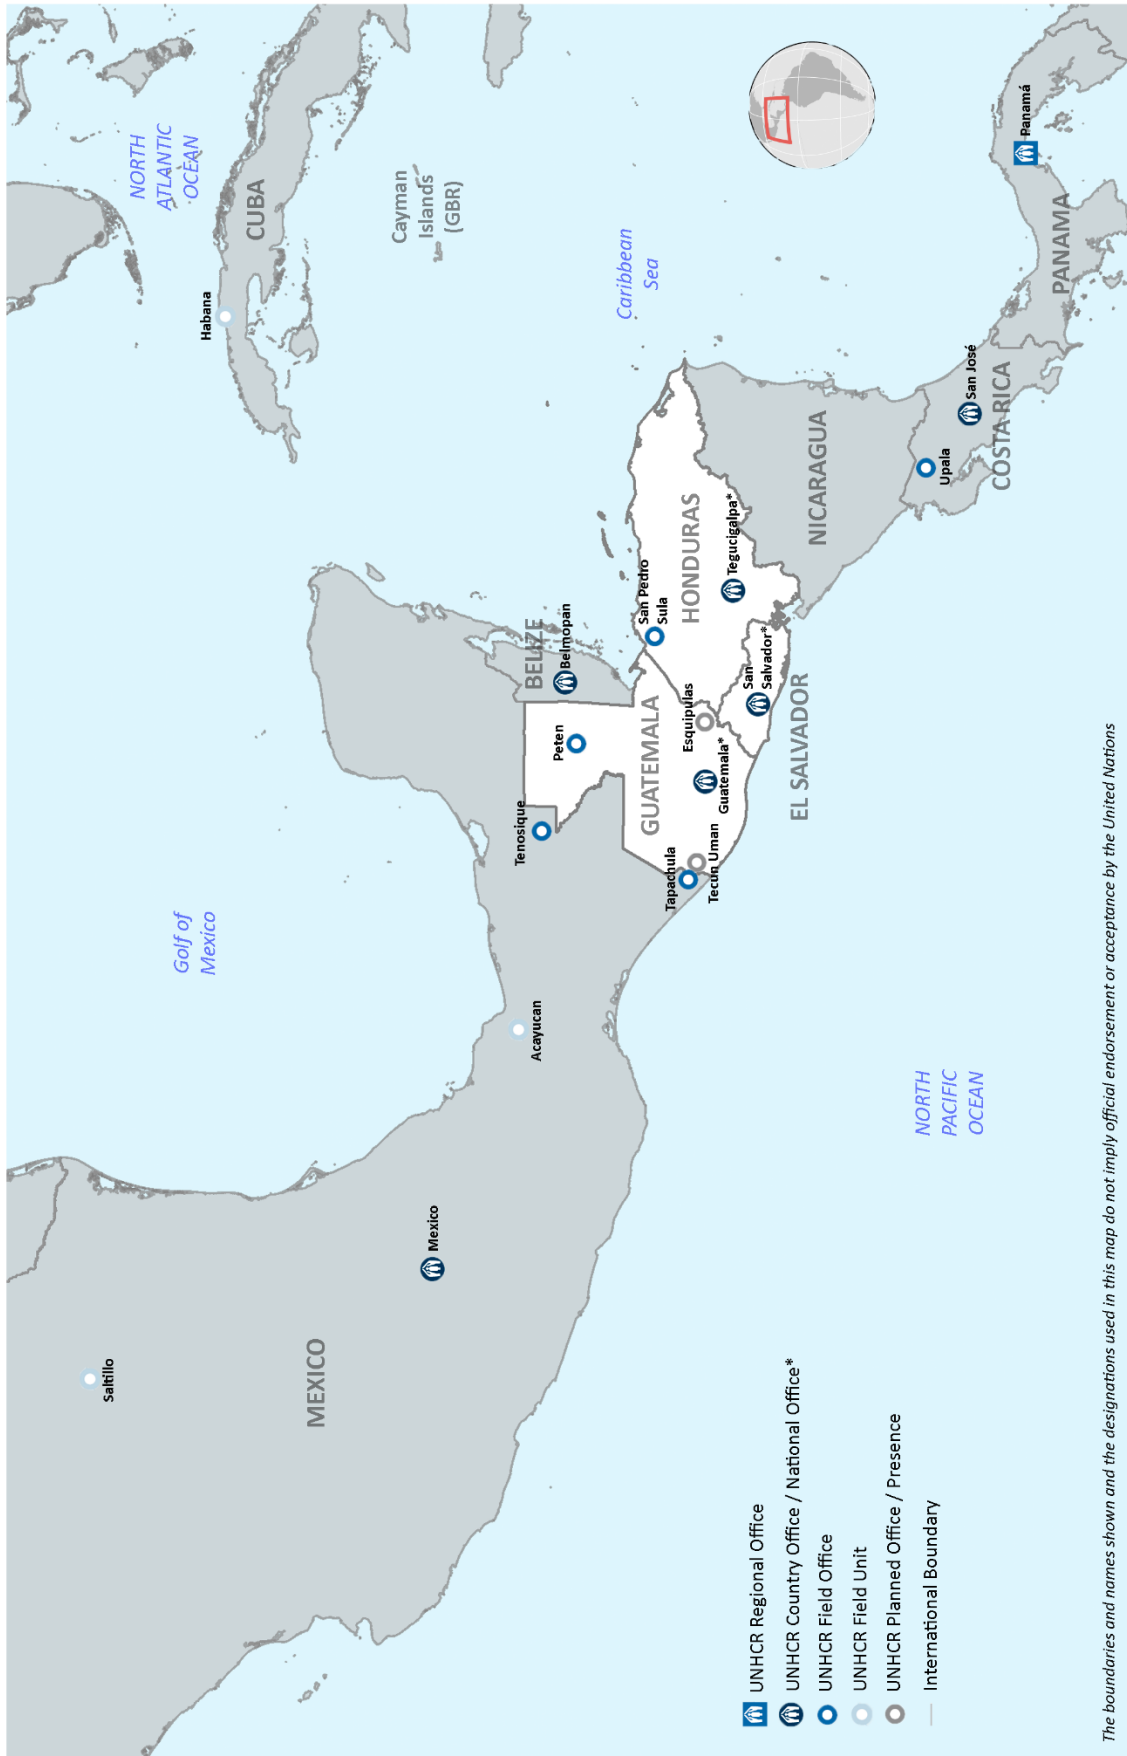 NORTH
ATLANTIC
OCEAN
Habana
CUBA
Cayman
Islands
(GBR)
Golf of
Mexico
Caribbean
Sea
Saltillo
MEXICO
Mexico
Acayucan
Tenosique
BELIZE
Belmopan
Peten
GUATEMALA
San Pedro
Sula
HONDURAS
Tegucigalpa*
Esquipulas
Guatemala*
Tapachula
Tecun Uman
San
Salvador*
EL SALVADOR
NICARAGUA
Upala
San José
COSTA RICA
PANAMA
Panamá
NORTH
PACIFIC
OCEAN
UNHCR Regional Office
UNHCR Country Office / National Office*
UNHCR Field Office
UNHCR Field Unit
UNHCR Planned Office / Presence
International Boundary
The boundaries and names shown and the designations used in this map do not imply official endorsement or acceptance by the United Nations